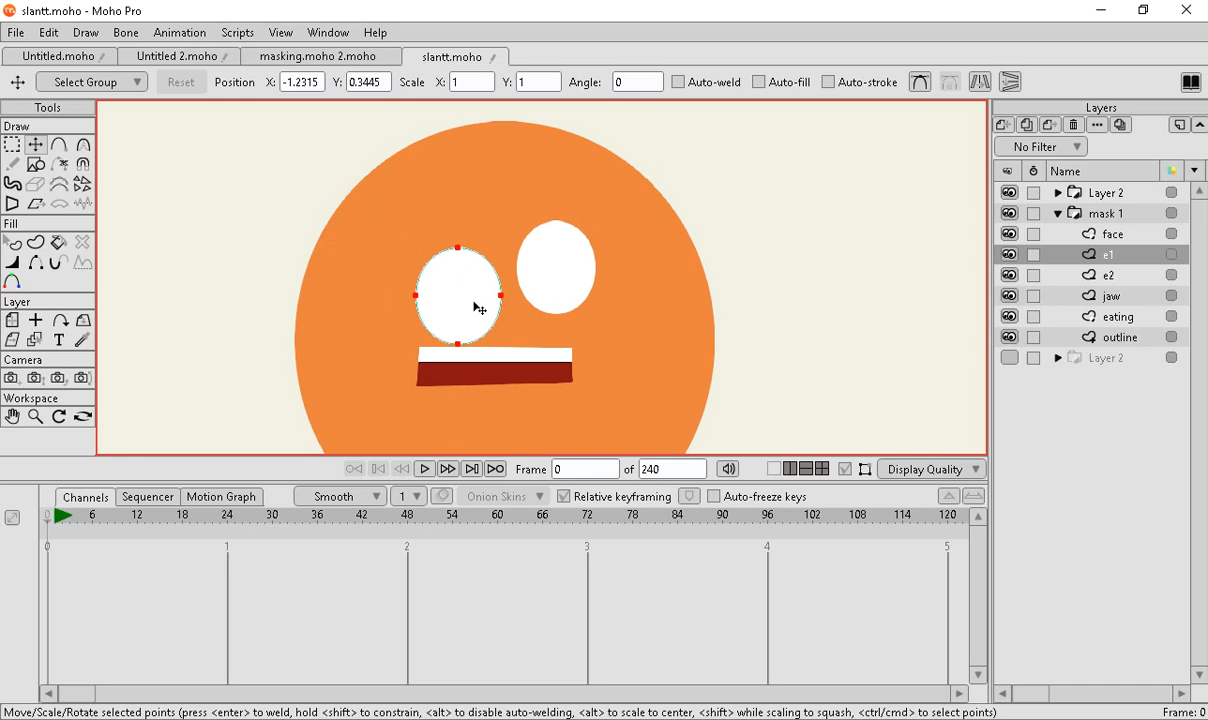 slantt.moho - Moho Pro
File Edit Draw Bone Animation Scripts View Window Help
Untitled.moho Untitled 2.moho masking.moho 2.moho slantt.moho
Select Group Reset Position X: -1.2315 Y: 0.3445 Scale X: 1 Y: 1 Angle: 0 Auto-weld Auto-fill Auto-stroke
Tools
Draw
Fill
Layer
Camera
Workspace
Layers
No Filter
Name
Layer 2
mask 1
face
e1
e2
jaw
eating
outline
Layer 2
Frame 0 of 240 Display Quality
Channels Sequencer Motion Graph Smooth 1 Onion Skins Relative keyframing Auto-freeze keys
0 6 12 18 24 30 36 42 48 54 60 66 72 78 84 90 96 102 108 114 120
0 1 2 3 4 5
Move/Scale/Rotate selected points (press <enter> to weld, hold <shift> to constrain, <alt> to disable auto-welding, <alt> to scale to center, <shift> while scaling to squash, <ctrl/cmd> to select points) Frame: 0